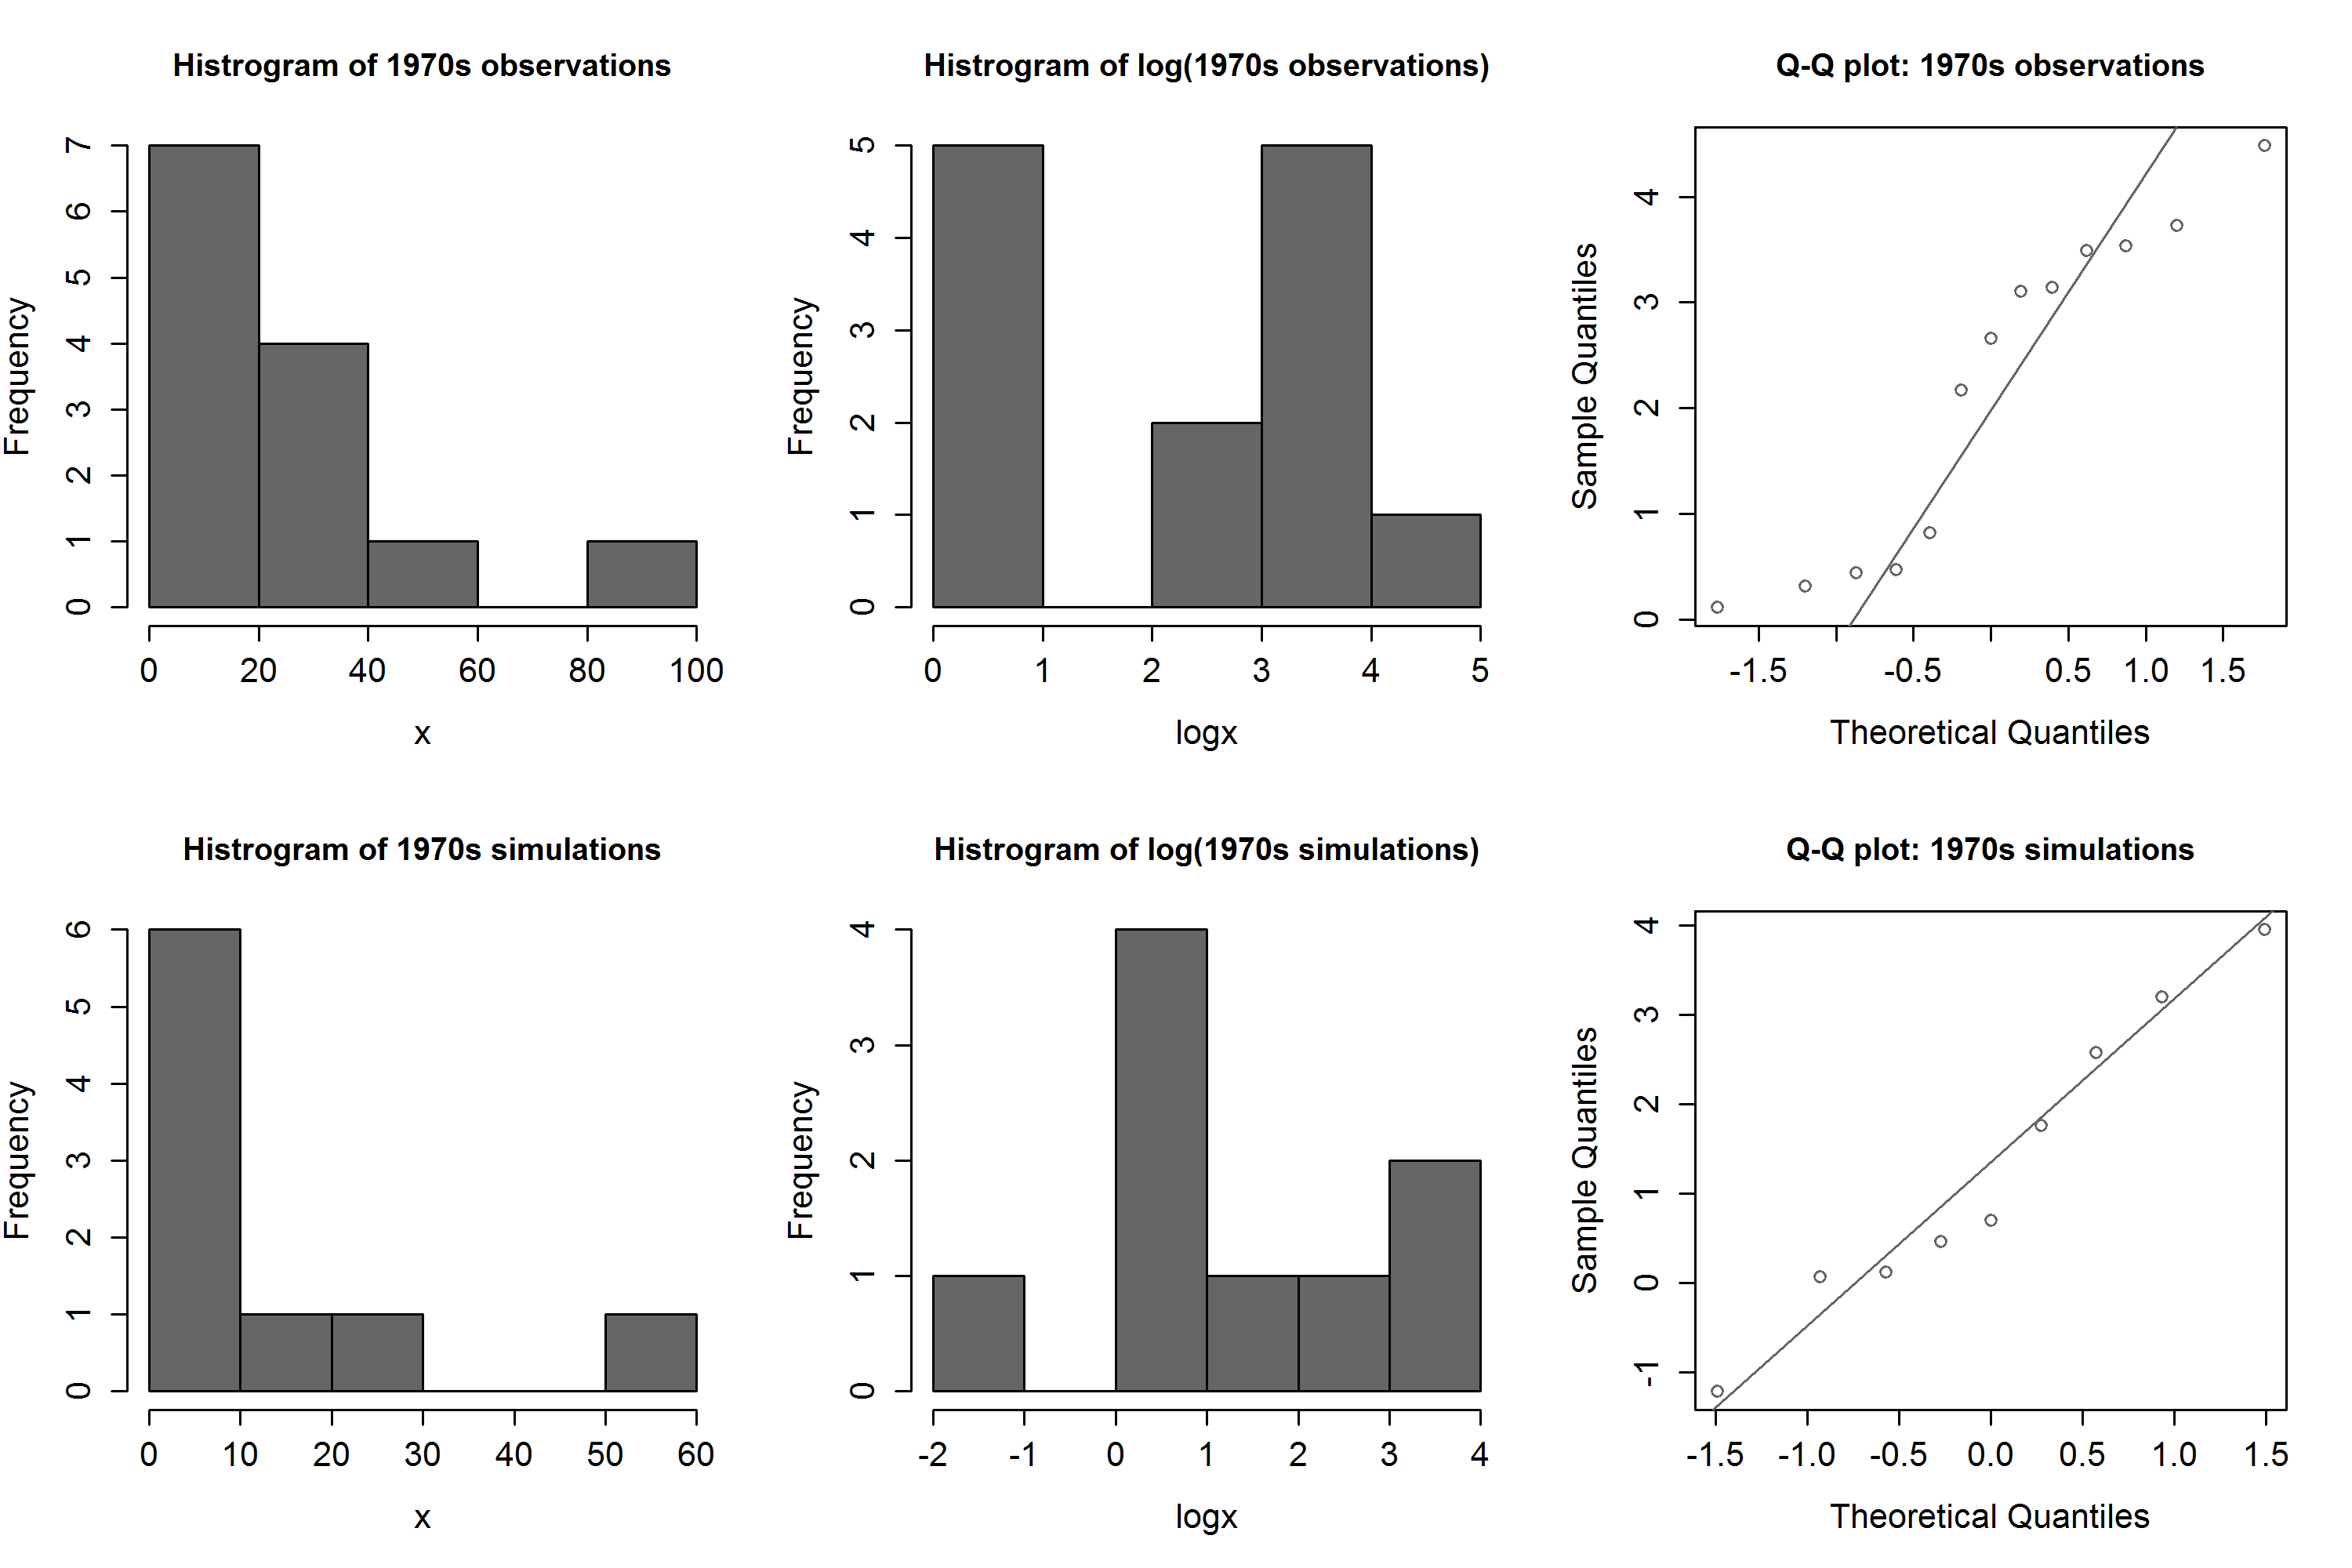 Histrogram of 1970s observations
Frequency
0 1 2 3 4 5 6 7
0 20 40 60 80 100
x
Histrogram of log(1970s observations)
Frequency
0 1 2 3 4 5
0 1 2 3 4 5
logx
Q-Q plot: 1970s observations
Sample Quantiles
0 1 2 3 4
-1.5 -0.5 0.5 1.0 1.5
Theoretical Quantiles
Histrogram of 1970s simulations
Frequency
0 1 2 3 4 5 6
0 10 20 30 40 50 60
x
Histrogram of log(1970s simulations)
Frequency
0 1 2 3 4
-2 -1 0 1 2 3 4
logx
Q-Q plot: 1970s simulations
Sample Quantiles
-1 0 1 2 3 4
-1.5 -1.0 -0.5 0.0 0.5 1.0 1.5
Theoretical Quantiles